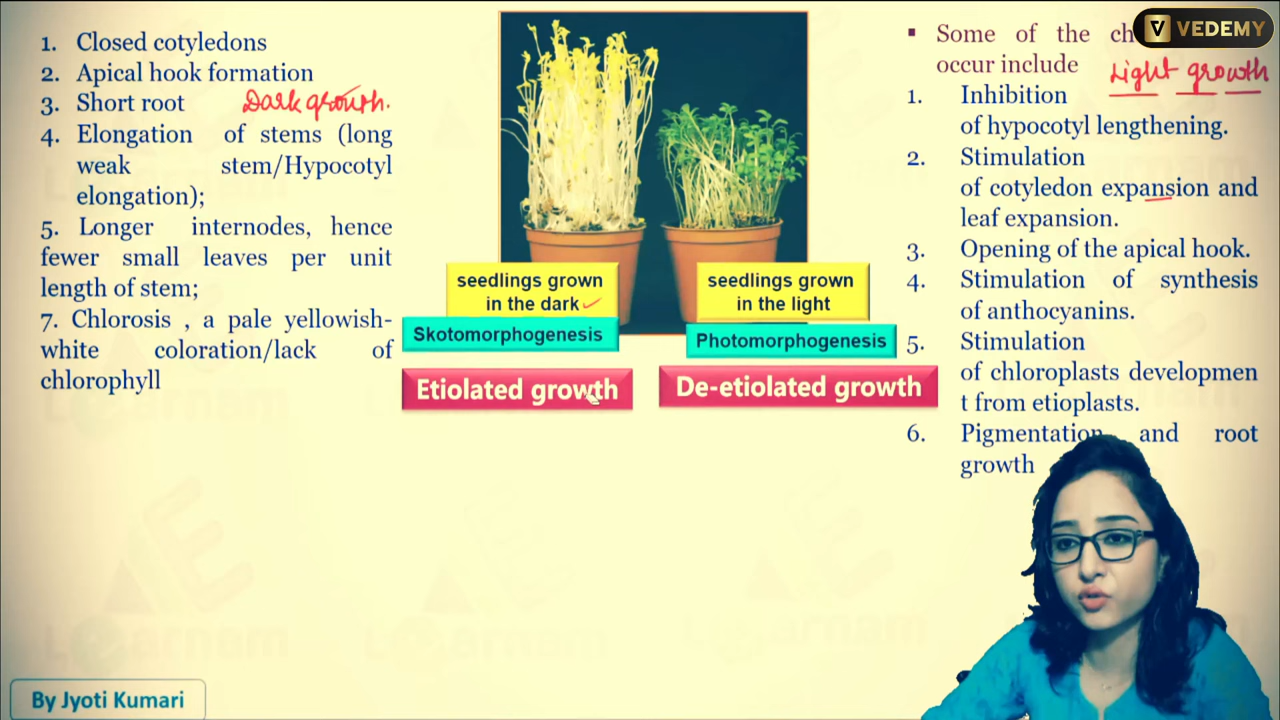 1. Closed cotyledons
2. Apical hook formation
3. Short root
Dark growth.
4. Elongation of stems (long
weak stem/Hypocotyl
elongation);
5. Longer internodes, hence
fewer small leaves per unit
length of stem;
7. Chlorosis , a pale yellowish-
white coloration/lack of
chlorophyll
seedlings grown
in the dark
Skotomorphogenesis
Etiolated growth
seedlings grown
in the light
Photomorphogenesis
De-etiolated growth
VEDEMY
▪ Some of the
occur include
Light growth
1. Inhibition
of hypocotyl lengthening.
2. Stimulation
of cotyledon expansion and
leaf expansion.
3. Opening of the apical hook.
4. Stimulation of synthesis
of anthocyanins.
5. Stimulation
of chloroplasts developmen
t from etioplasts.
6. Pigmentation and root
growth
By Jyoti Kumari